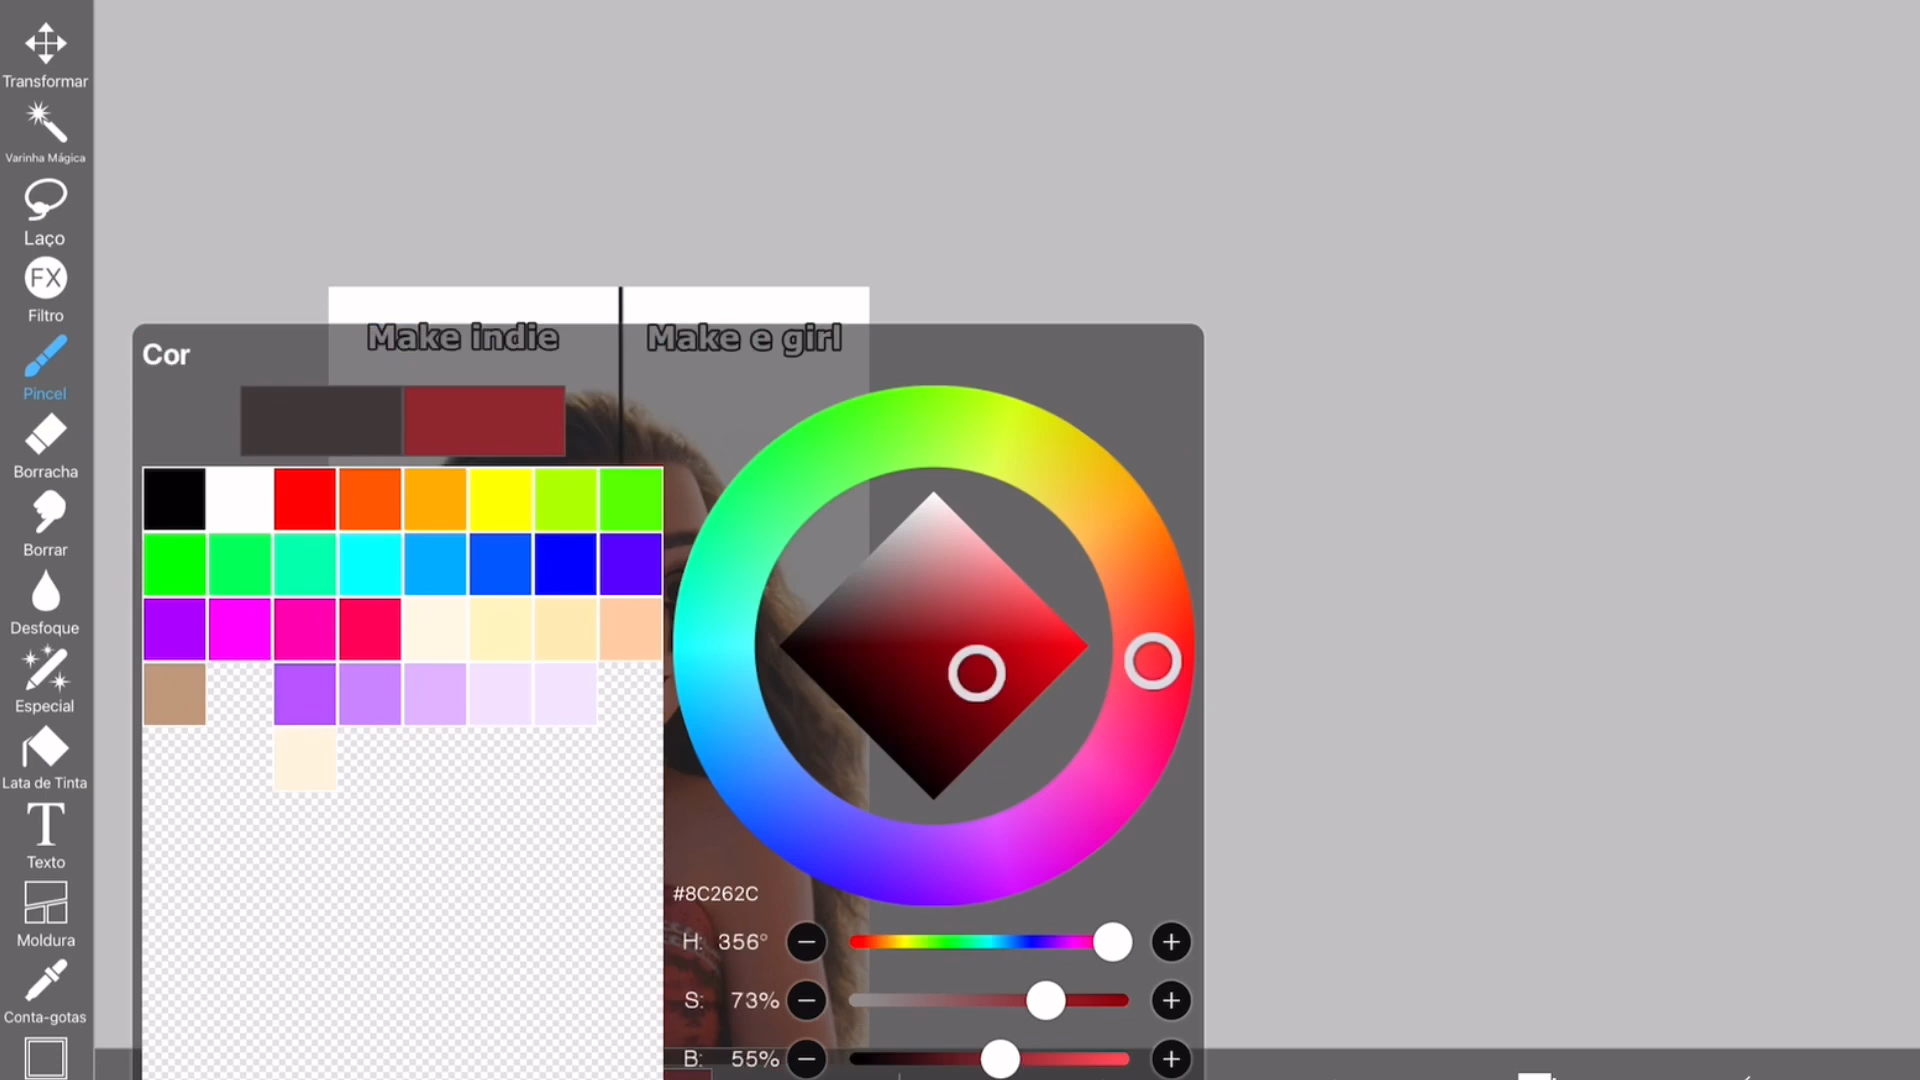 Transformar
Varinha Mágica
Laço
FX
Filtro
Pincel
Borracha
Borrar
Desfoque
Especial
Lata de Tinta
T
Texto
Moldura
Conta-gotas
Make indie
Make e girl
Cor
#8C262C
H: 356°
S: 73%
B: 55%